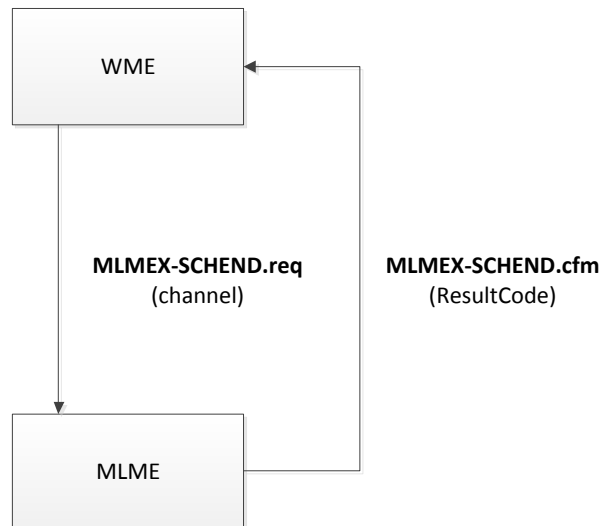 WME
MLMEX-SCHEND.req
(channel)
MLMEX-SCHEND.cfm
(ResultCode)
MLME